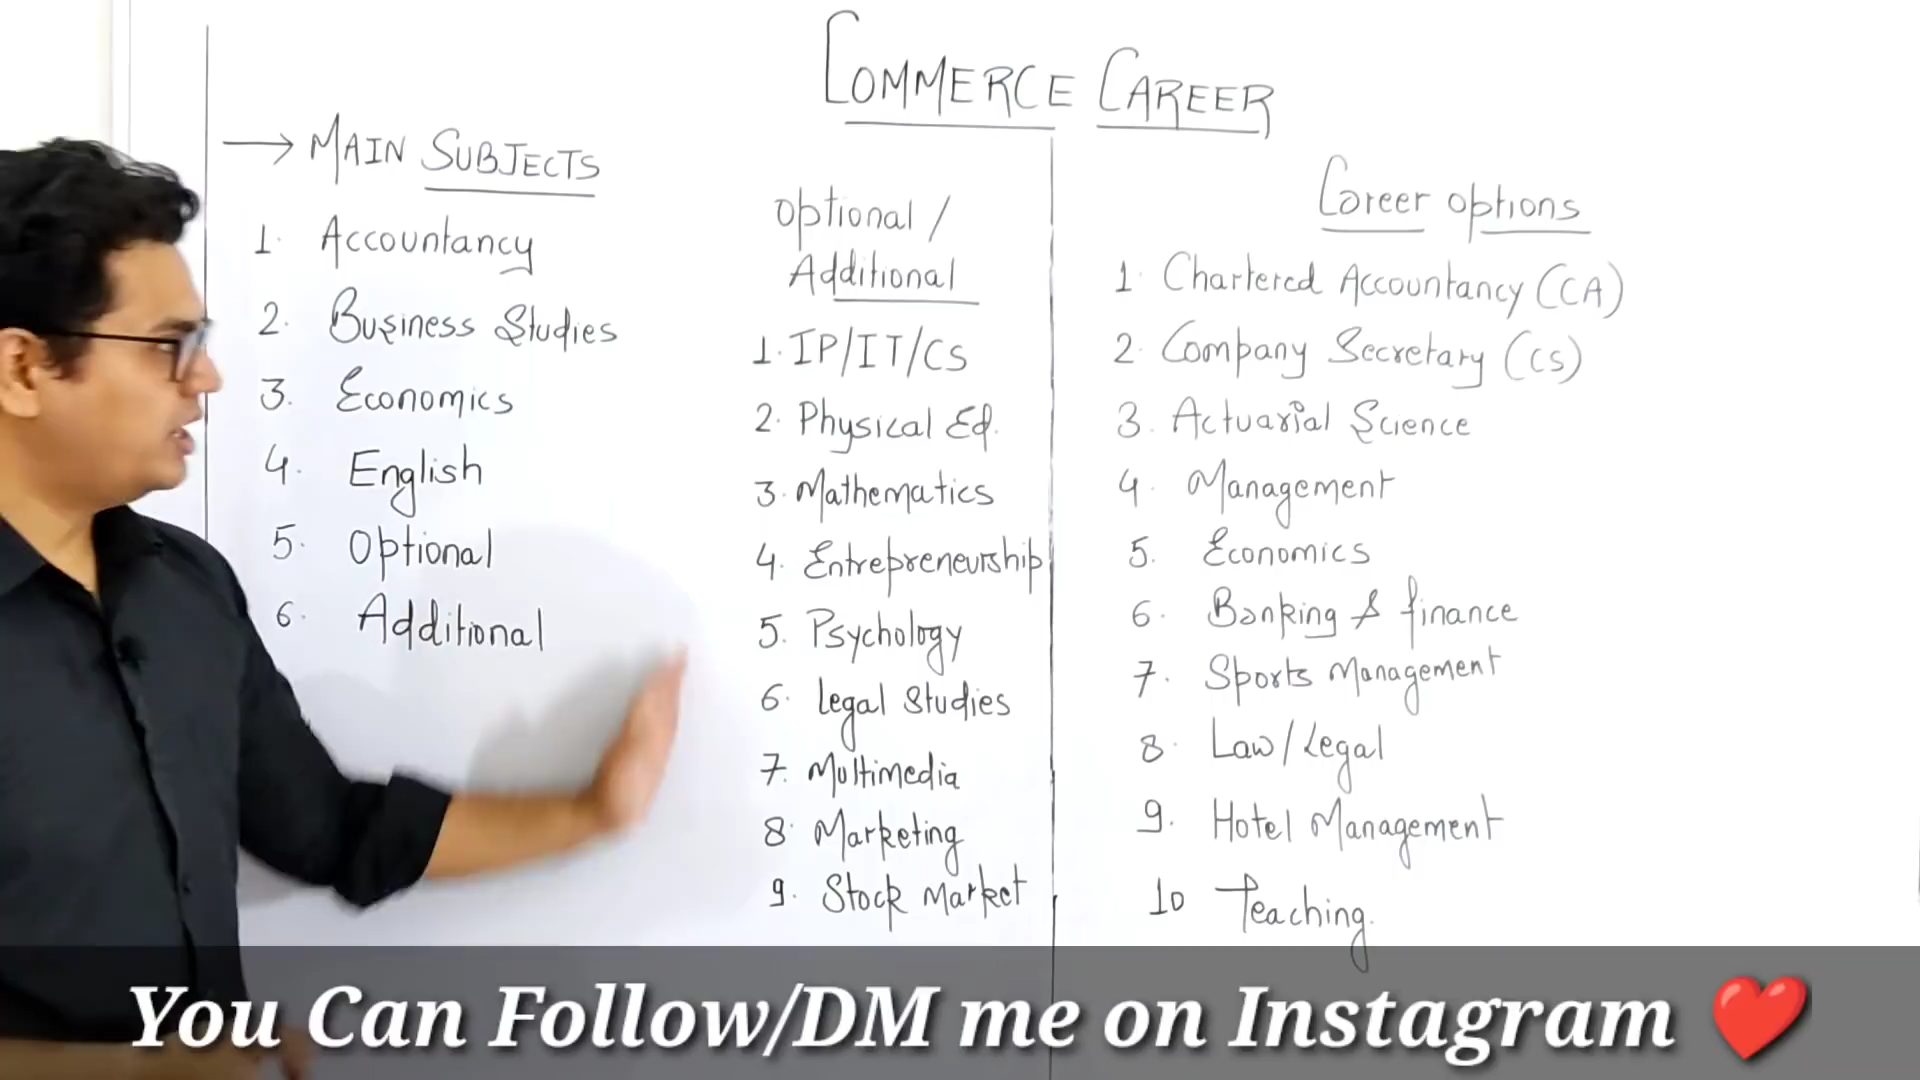 COMMERCE CAREER
→ MAIN SUBJECTS
1. Accountancy
2. Business Studies
3. Economics
4. English
5. Optional
6. Additional
Optional /
Additional
1. IP/IT/CS
2. Physical Ed.
3. Mathematics
4. Entrepreneurship
5. Psychology
6. Legal Studies
7. Multimedia
8. Marketing
9. Stock Market
Career options
1. Chartered Accountancy (CA)
2. Company Secretary (CS)
3. Actuarial Science
4. Management
5. Economics
6. Banking & finance
7. Sports Management
8. Law/Legal
9. Hotel Management
10 Teaching.
You Can Follow/DM me on Instagram ❤️